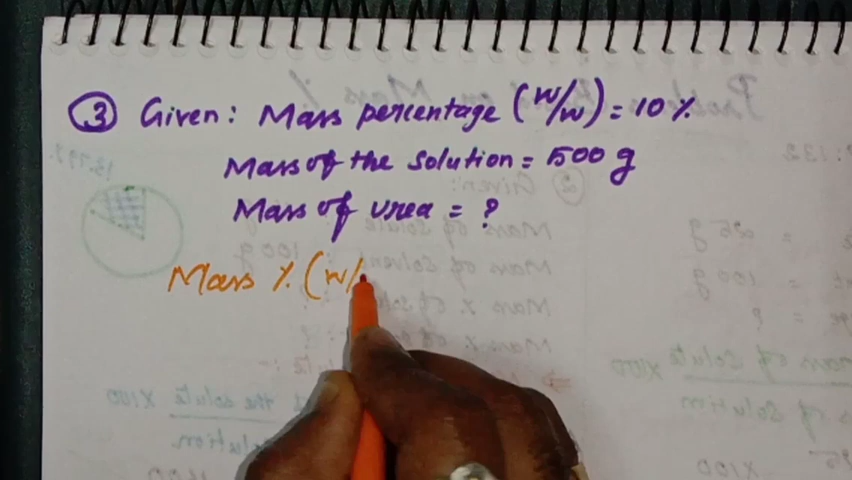 3 Given: Mass percentage (W/W) = 10 %
Mass of the solution = 500 g
Mass of urea = ?
Mass % (W/